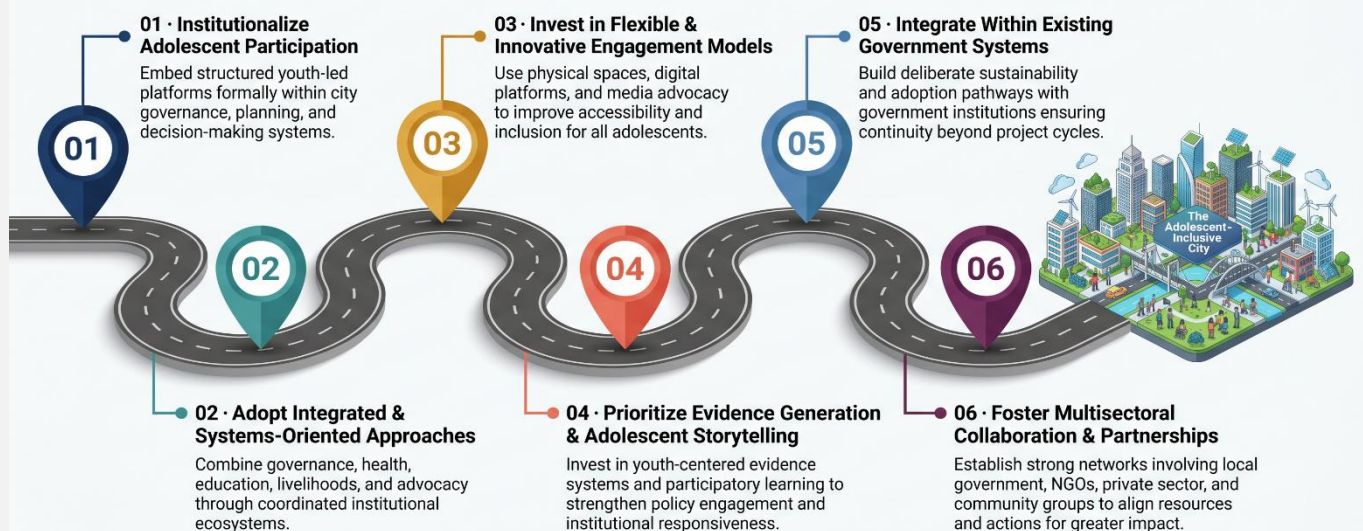 01 · Institutionalize
Adolescent Participation
Embed structured youth-led
platforms formally within city
governance, planning, and
decision-making systems.
01
02
02 · Adopt Integrated &
Systems-Oriented Approaches
Combine governance, health,
education, livelihoods, and advocacy
through coordinated institutional
ecosystems.
03 · Invest in Flexible &
Innovative Engagement Models
Use physical spaces, digital
platforms, and media advocacy
to improve accessibility and
inclusion for all adolescents.
03
04
04 · Prioritize Evidence Generation
& Adolescent Storytelling
Invest in youth-centered evidence
systems and participatory learning to
strengthen policy engagement and
institutional responsiveness.
05 · Integrate Within Existing
Government Systems
Build deliberate sustainability
and adoption pathways with
government institutions ensuring
continuity beyond project cycles.
05
06
06 · Foster Multisectoral
Collaboration & Partnerships
Establish strong networks involving local
government, NGOs, private sector, and
community groups to align resources
and actions for greater impact.
The
Adolescent-
Inclusive
City